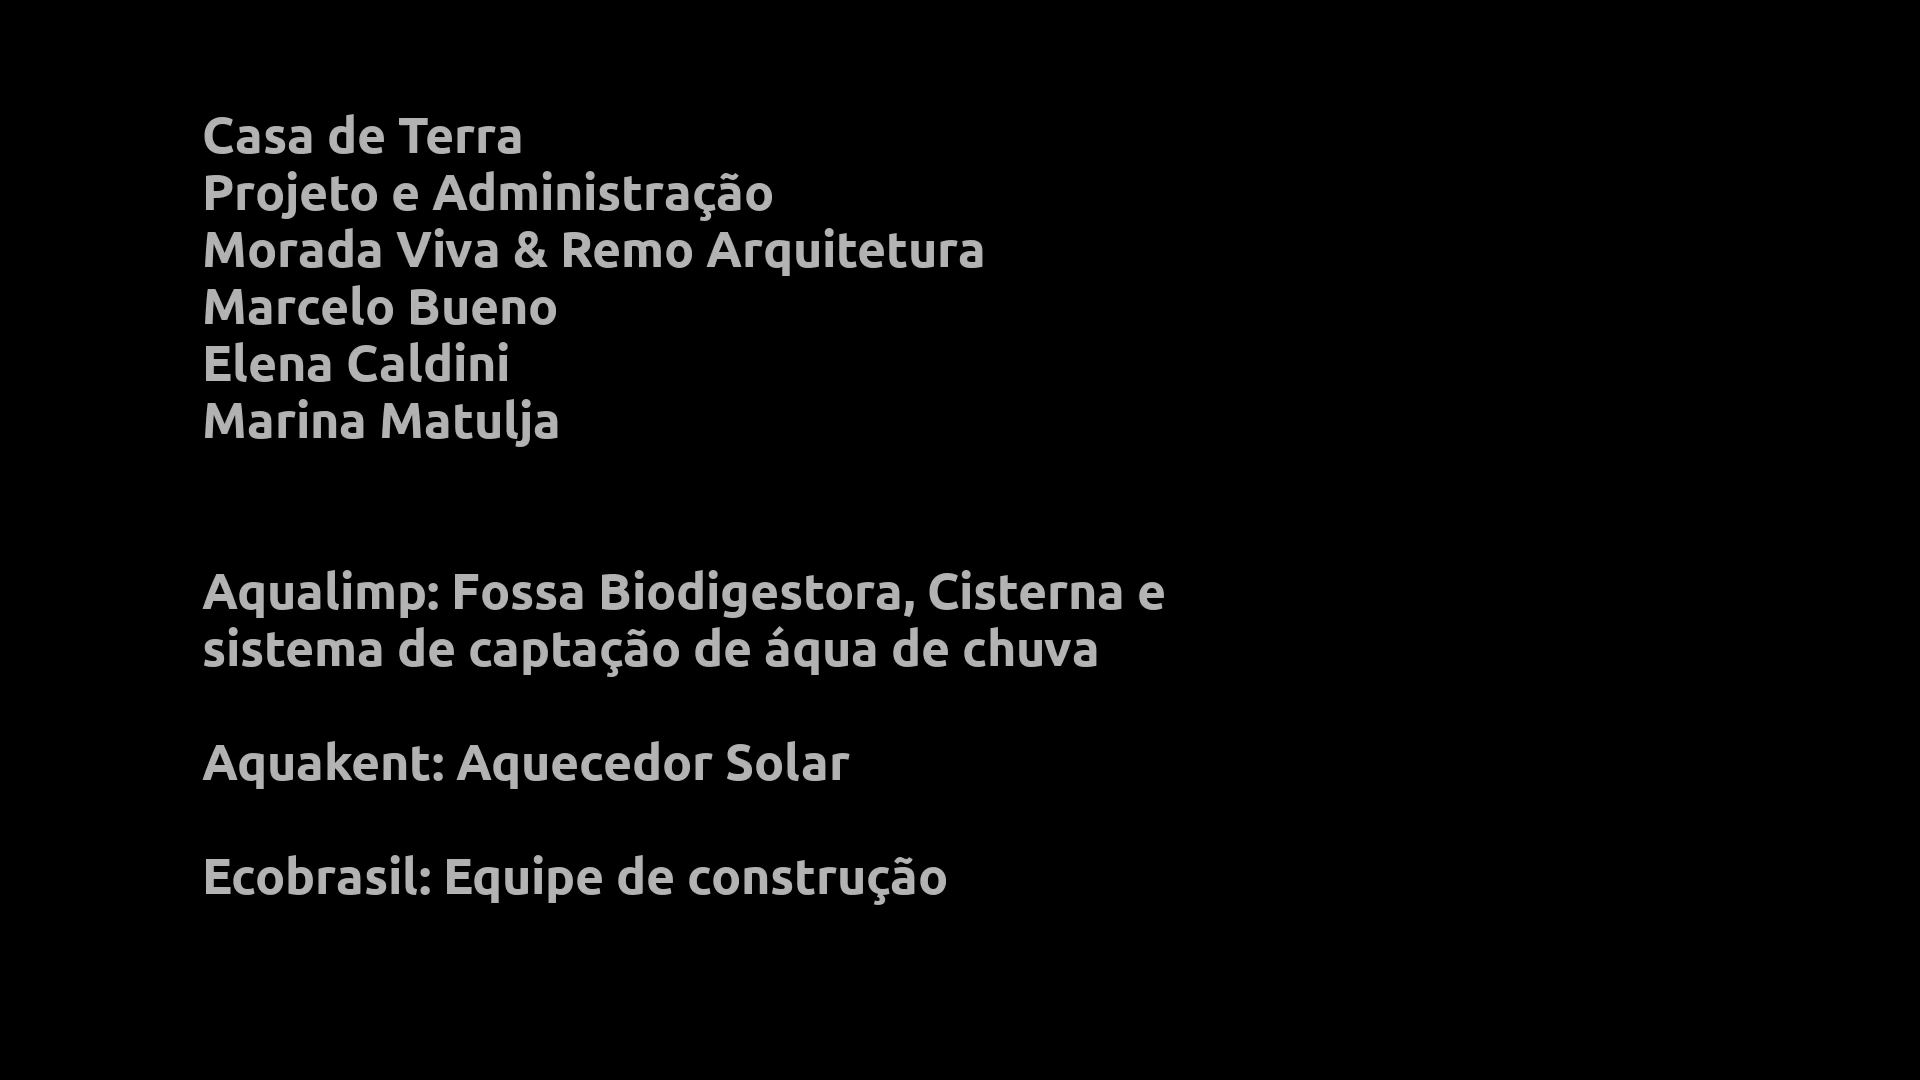 Casa de Terra
Projeto e Administração
Morada Viva & Remo Arquitetura
Marcelo Bueno
Elena Caldini
Marina Matulja
Aqualimp: Fossa Biodigestora, Cisterna e
sistema de captação de áqua de chuva
Aquakent: Aquecedor Solar
Ecobrasil: Equipe de construção